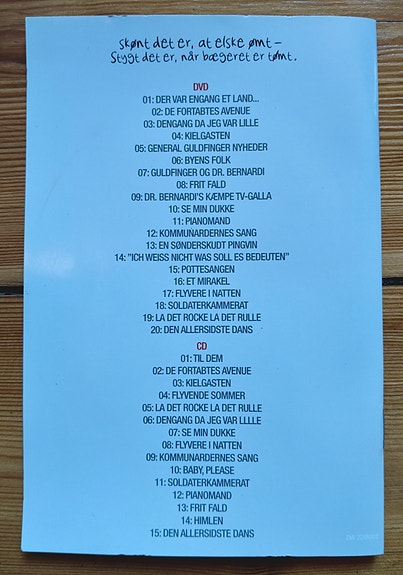 skønt det er, at elske ømt –
Stygt det er, når bægeret er tømt.
DVD
01: DER VAR ENGANG ET LAND...
02: DE FORTABTES AVENUE
03: DENGANG DA JEG VAR LILLE
04: KIELGASTEN
05: GENERAL GULDFINGER NYHEDER
06: BYENS FOLK
07: GULDFINGER OG DR. BERNARDI
08: FRIT FALD
09: DR. BERNARDI'S KÆMPE TV-GALLA
10: SE MIN DUKKE
11: PIANOMAND
12: KOMMUNARDERNES SANG
13: EN SØNDERSKUDT PINGVIN
14: "ICH WEISS NICHT WAS SOLL ES BEDEUTEN"
15: POTTESANGEN
16: ET MIRAKEL
17: FLYVERE I NATTEN
18: SOLDATERKAMMERAT
19: LA DET ROCKE LA DET RULLE
20: DEN ALLERSIDSTE DANS
CD
01: TIL DEM
02: DE FORTABTES AVENUE
03: KIELGASTEN
04: FLYVENDE SOMMER
05: LA DET ROCKE LA DET RULLE
06: DENGANG DA JEG VAR LLLLE
07: SE MIN DUKKE
08: FLYVERE I NATTEN
09: KOMMUNARDERNES SANG
10: BABY, PLEASE
11: SOLDATERKAMMERAT
12: PIANOMAND
13: FRIT FALD
14: HIMLEN
15: DEN ALLERSIDSTE DANS